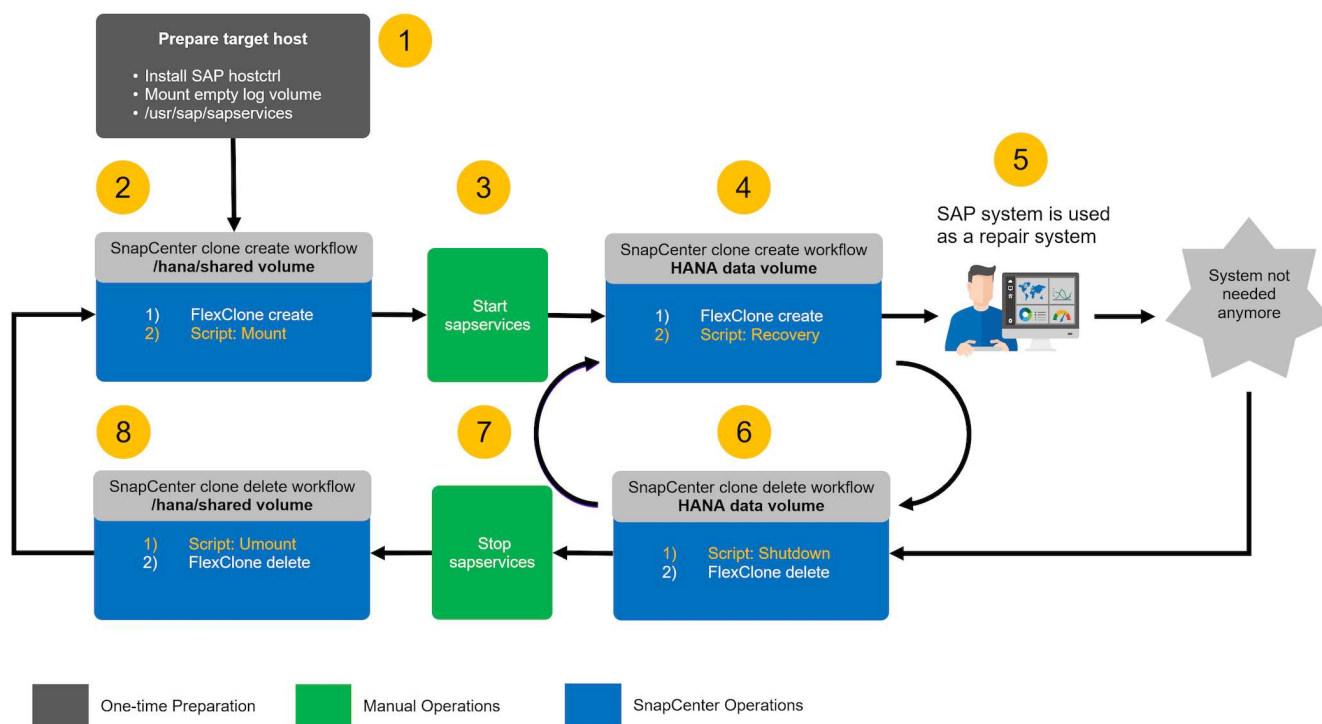 Prepare target host
• Install SAP hostctrl
• Mount empty log volume
• /usr/sap/sapservices
1
2
3
4
5
SAP system is used
as a repair system
SnapCenter clone create workflow
/hana/shared volume
1) FlexClone create
2) Script: Mount
Start
sapservices
SnapCenter clone create workflow
HANA data volume
1) FlexClone create
2) Script: Recovery
System not
needed
anymore
8
7
6
SnapCenter clone delete workflow
/hana/shared volume
1) Script: Umount
2) FlexClone delete
Stop
sapservices
SnapCenter clone delete workflow
HANA data volume
1) Script: Shutdown
2) FlexClone delete
One-time Preparation
Manual Operations
SnapCenter Operations